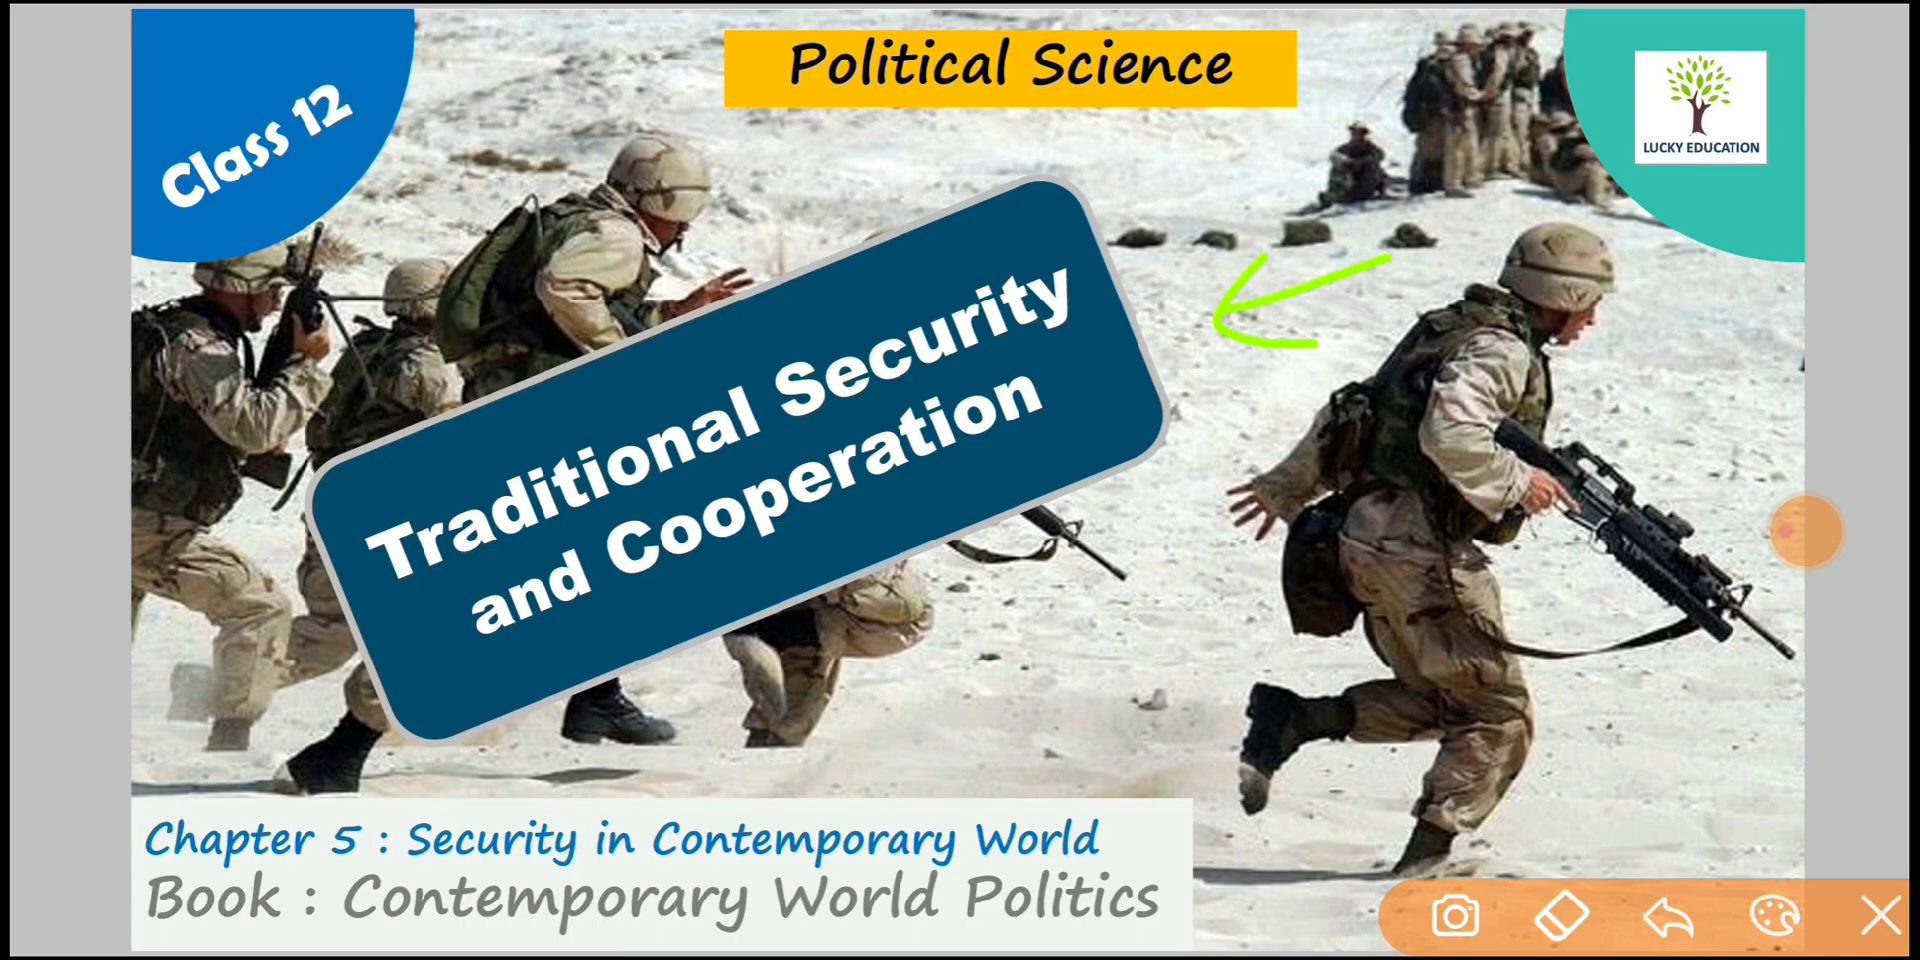 Political Science
Class 12
LUCKY EDUCATION
Traditional Security
and Cooperation
Chapter 5 : Security in Contemporary World
Book : Contemporary World Politics